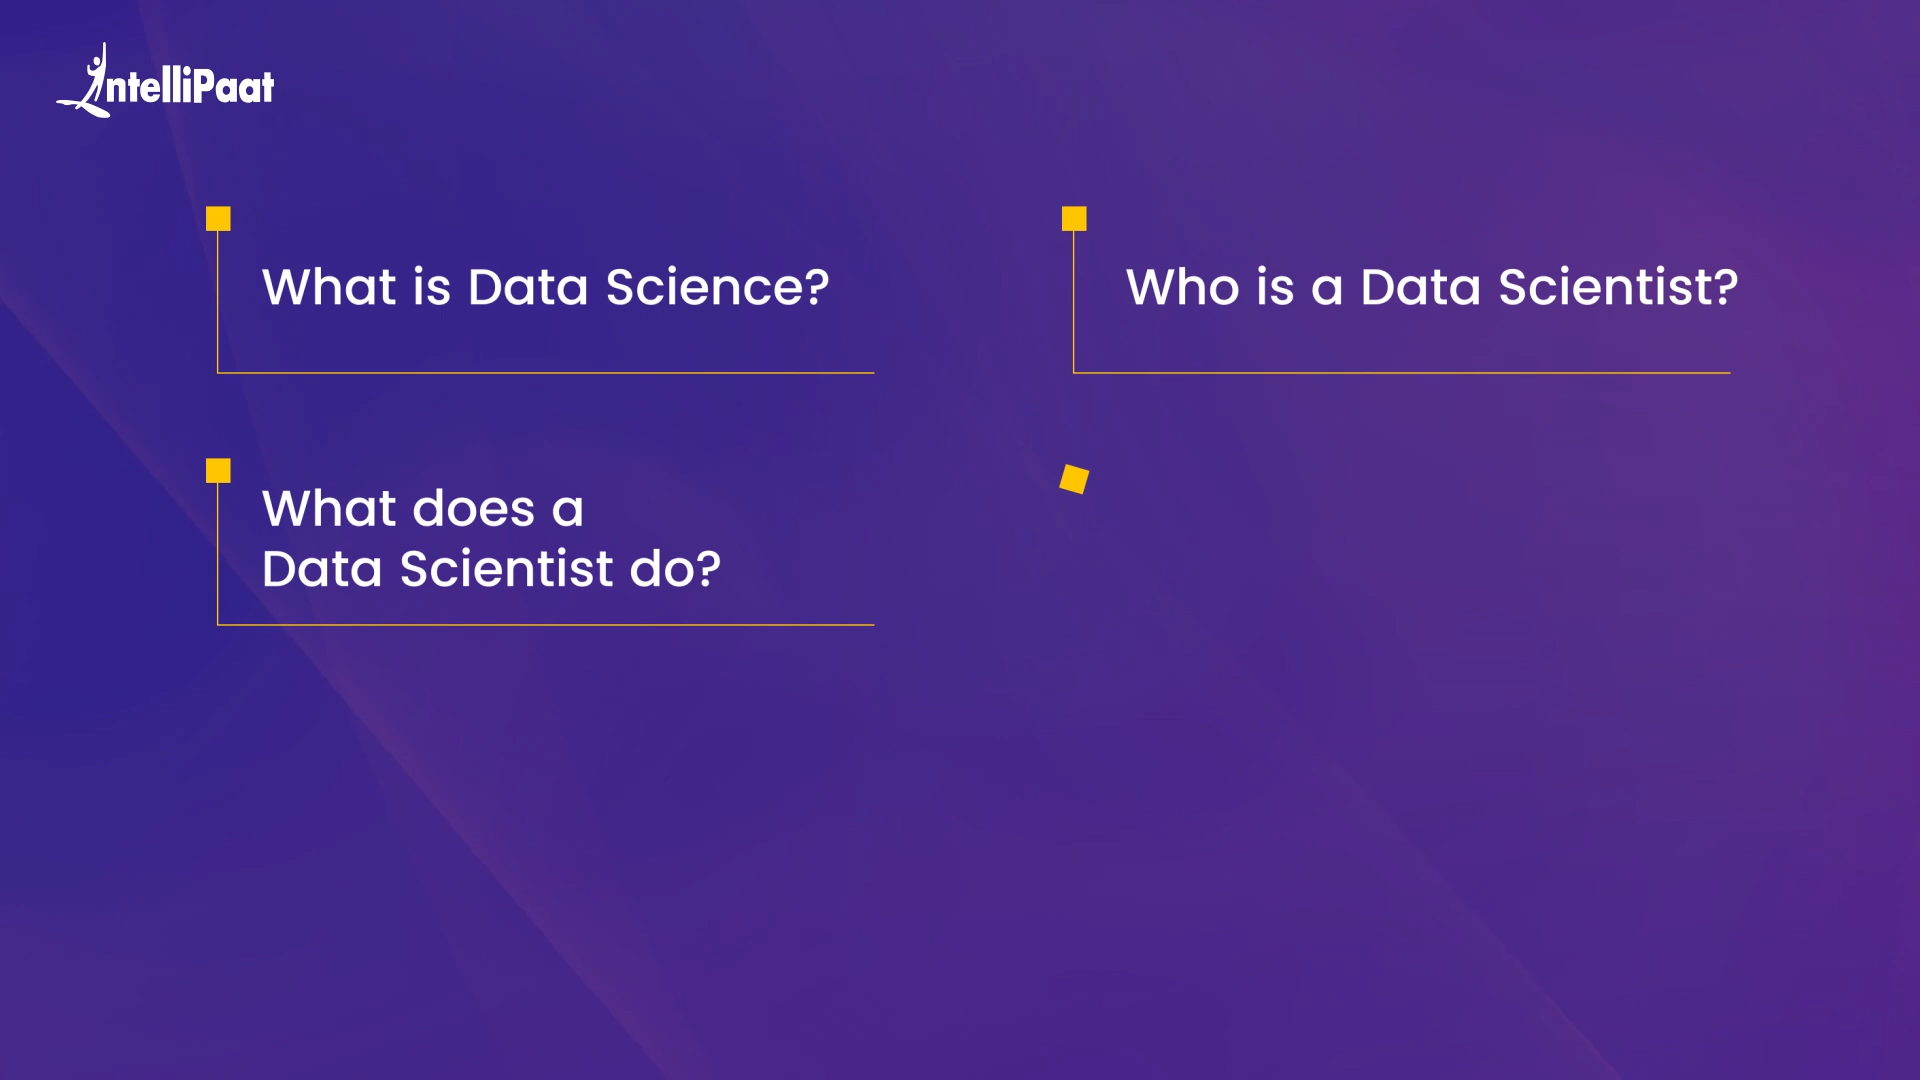 IntelliPaat
What is Data Science?
Who is a Data Scientist?
What does a
Data Scientist do?